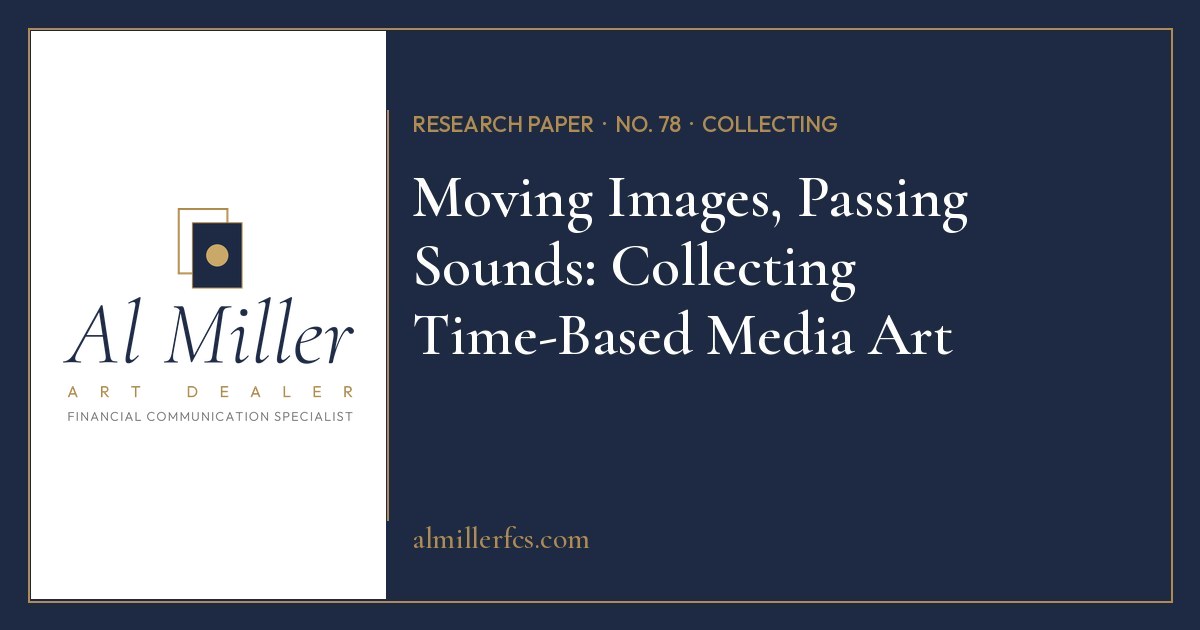 Al Miller
ART DEALER
FINANCIAL COMMUNICATION SPECIALIST
RESEARCH PAPER · NO. 78 · COLLECTING
Moving Images, Passing
Sounds: Collecting
Time-Based Media Art
almillerfcs.com